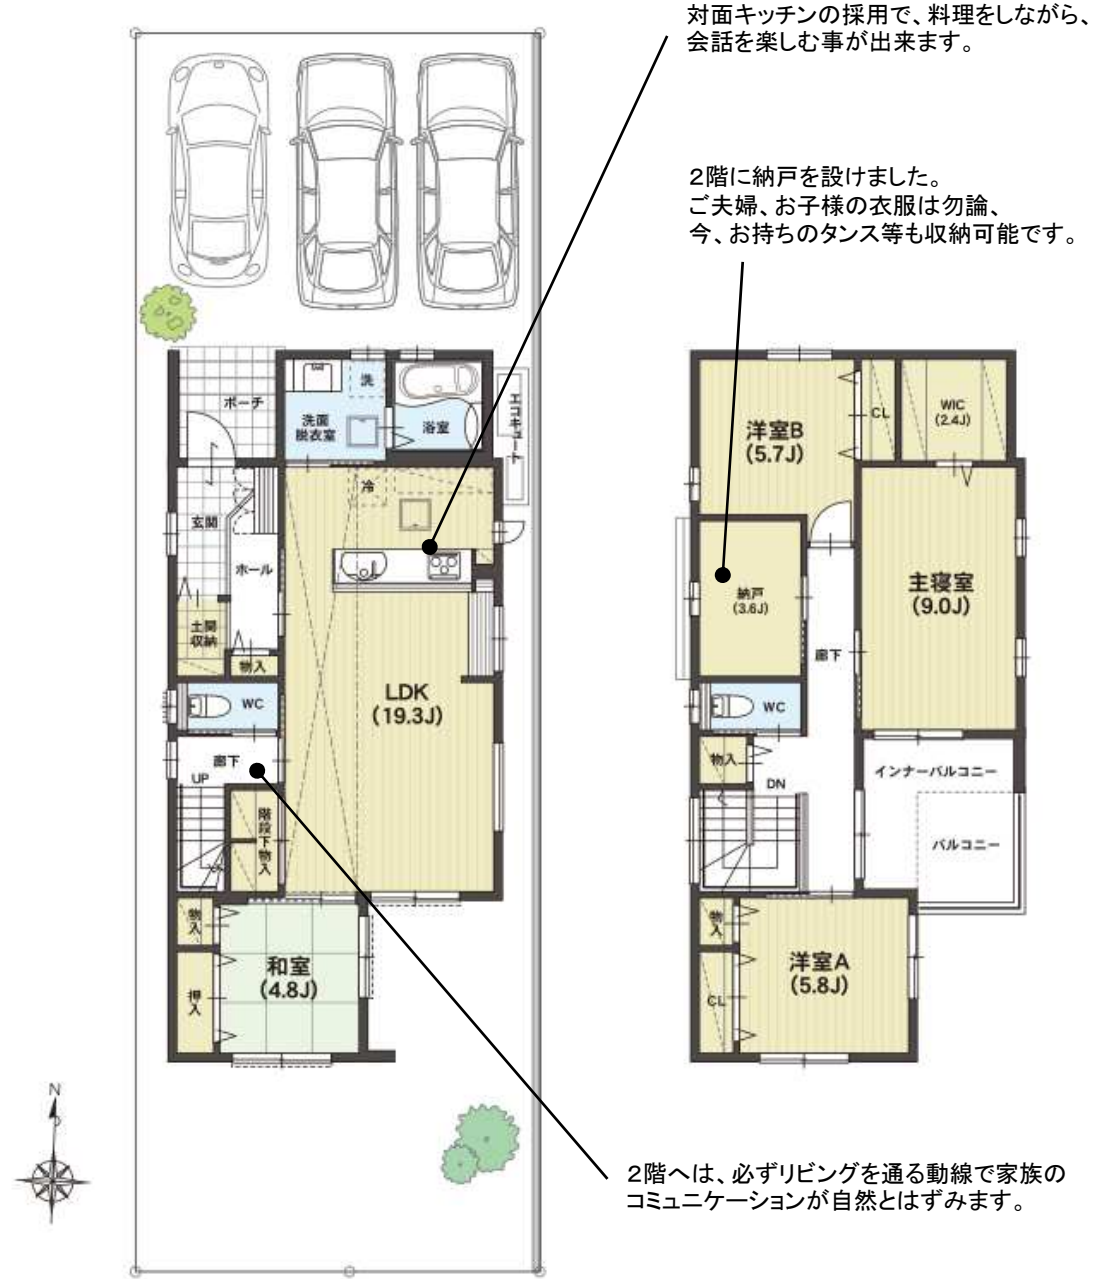 対面キッチンの採用で、料理をしながら、
会話を楽しむ事が出来ます。
2階に納戸を設けました。
ご夫婦、お子様の衣服は勿論、
今、お持ちのタンス等も収納可能です。
ポーチ
洗
洗面
脱衣室
浴室
エコキュート
冷
玄関
ホール
土間
収納
物入
WC
LDK
(19.3J)
廊下
UP
階段下物入
物入
和室
(4.8J)
押入
洋室B
(5.7J)
CL
WIC
(2.4J)
納戸
(3.6J)
主寝室
(9.0J)
廊下
WC
物入
DN
インナーバルコニー
バルコニー
物入
洋室A
(5.8J)
CL
N
2階へは、必ずリビングを通る動線で家族の
コミュニケーションが自然とはずみます。